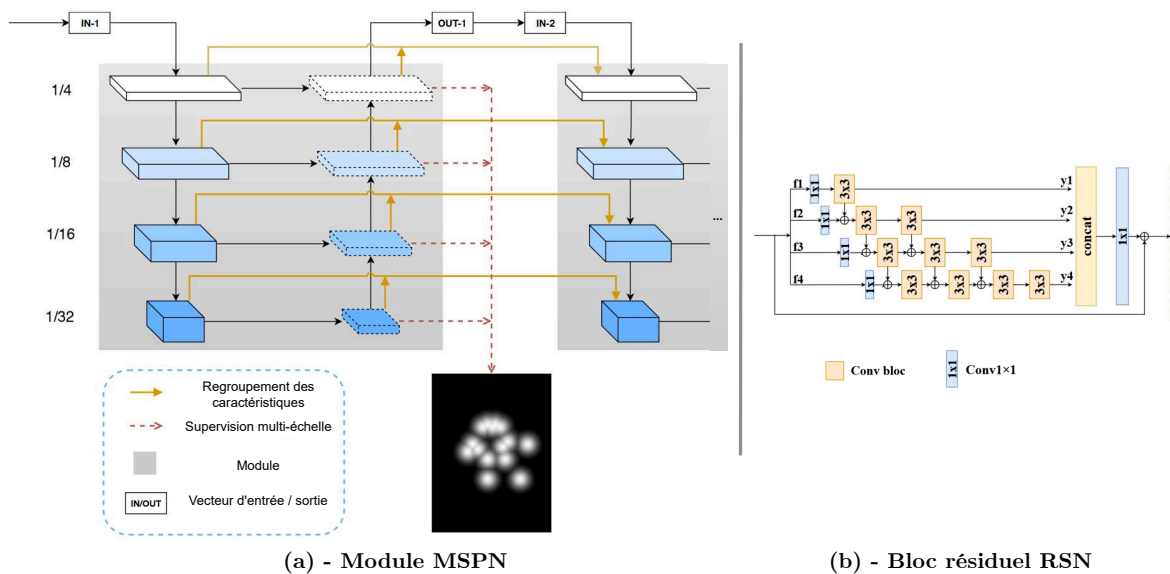 IN-1
OUT-1
IN-2
1/4
1/8
1/16
1/32
...
Regroupement des
caractéristiques
Supervision multi-échelle
Module
IN/OUT
Vecteur d'entrée / sortie
(a) - Module MSPN
f1
1x1
3x3
y1
f2
1x1
3x3
3x3
y2
f3
1x1
3x3
3x3
3x3
y3
f4
1x1
3x3
3x3
3x3
3x3
y4
concat
1x1
Conv bloc
1x1
Conv1×1
(b) - Bloc résiduel RSN